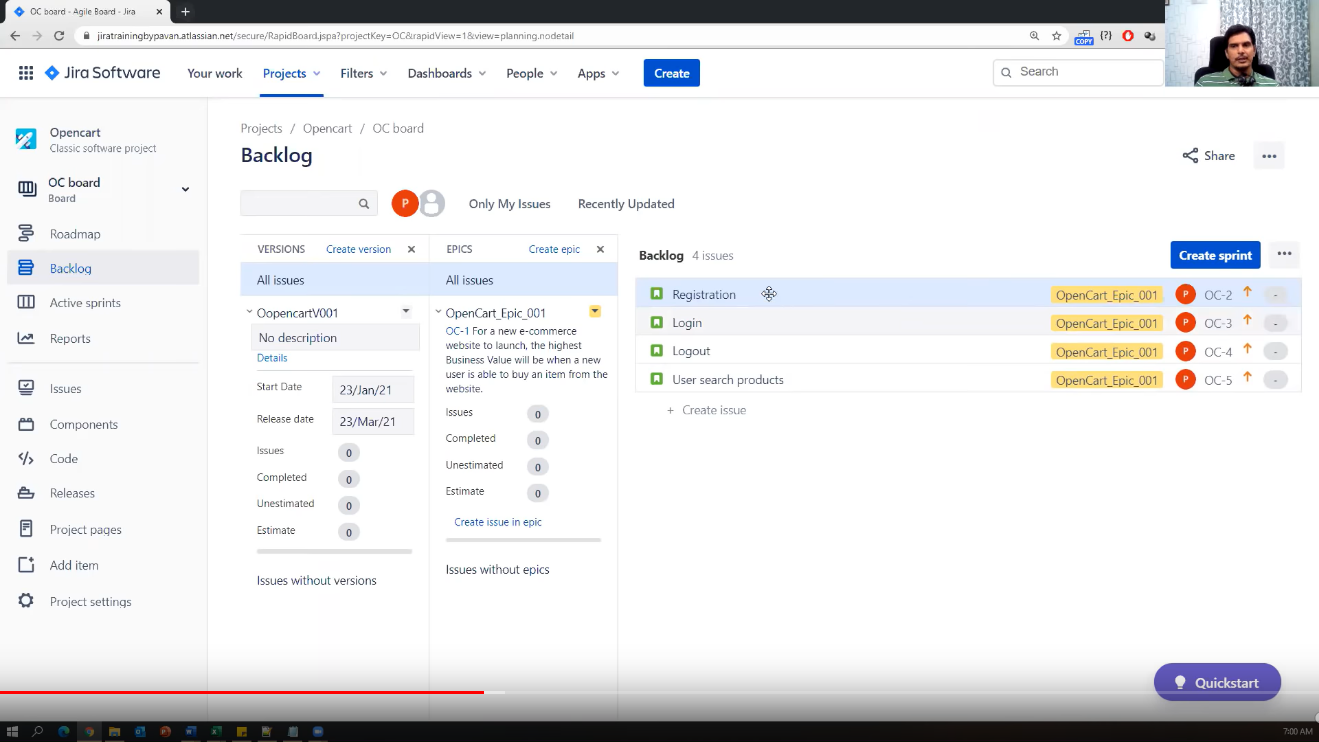 OC board - Agile Board - Jira
jiratrainingbypavan.atlassian.net/secure/RapidBoard.jspa?projectKey=OC&rapidView=1&view=planning.nodetail
COPY {?}
Jira Software Your work Projects Filters Dashboards People Apps Create Search
Opencart
Classic software project
OC board
Board
Roadmap
Backlog
Active sprints
Reports
Issues
Components
Code
Releases
Project pages
Add item
Project settings
Projects / Opencart / OC board
Backlog
Share
P Only My Issues Recently Updated
VERSIONS Create version
All issues
OopencartV001
No description
Details
Start Date 23/Jan/21
Release date 23/Mar/21
Issues 0
Completed 0
Unestimated 0
Estimate 0
Issues without versions
EPICS Create epic
All issues
OpenCart_Epic_001
OC-1 For a new e-commerce
website to launch, the highest
Business Value will be when a new
user is able to buy an item from the
website.
Issues 0
Completed 0
Unestimated 0
Estimate 0
Create issue in epic
Issues without epics
Backlog 4 issues Create sprint
Registration OpenCart_Epic_001 P OC-2 -
Login OpenCart_Epic_001 P OC-3 -
Logout OpenCart_Epic_001 P OC-4 -
User search products OpenCart_Epic_001 P OC-5 -
+ Create issue
Quickstart
7:00 AM